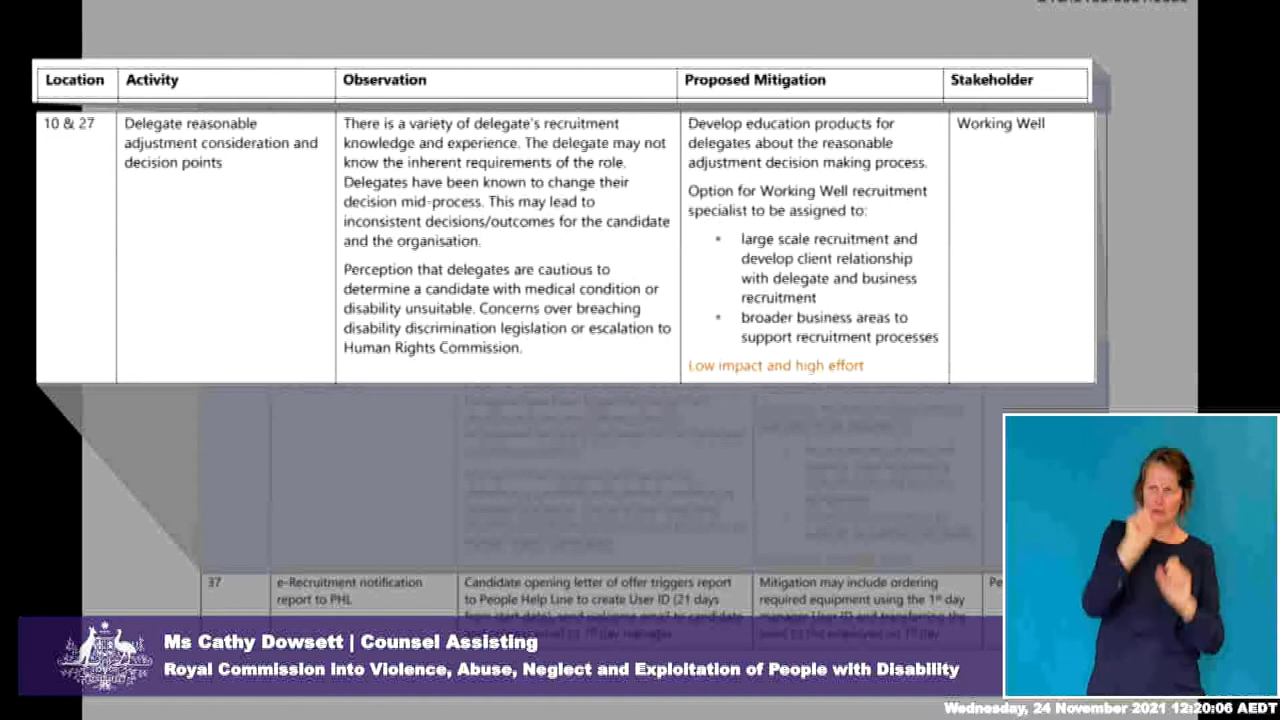 Location Activity Observation Proposed Mitigation Stakeholder
10 & 27
Delegate reasonable
adjustment consideration and
decision points
There is a variety of delegate's recruitment
knowledge and experience. The delegate may not
know the inherent requirements of the role.
Delegates have been known to change their
decision mid-process. This may lead to
inconsistent decisions/outcomes for the candidate
and the organisation.
Perception that delegates are cautious to
determine a candidate with medical condition or
disability unsuitable. Concerns over breaching
disability discrimination legislation or escalation to
Human Rights Commission.
Develop education products for
delegates about the reasonable
adjustment decision making process.
Option for Working Well recruitment
specialist to be assigned to:
• large scale recruitment and
develop client relationship
with delegate and business
recruitment
• broader business areas to
support recruitment processes
Low impact and high effort
Working Well
37
e-Recruitment notification
report to PHL
Candidate opening letter of offer triggers report
to People Help Line to create User ID (21 days
Mitigation may include ordering
required equipment using the 1st day
Pe
Ms Cathy Dowsett | Counsel Assisting
Royal Commission into Violence, Abuse, Neglect and Exploitation of People with Disability
Wednesday, 24 November 2021 12:20:06 AEDT